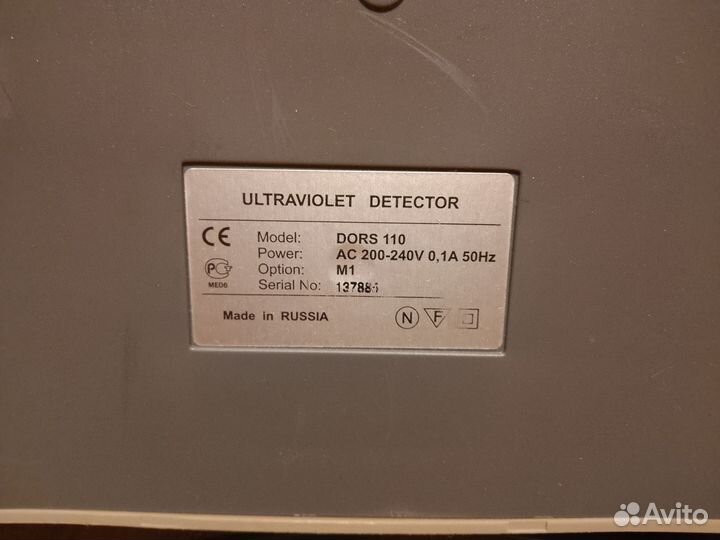 ULTRAVIOLET DETECTOR
CE Model: DORS 110
Power: AC 200-240V 0,1A 50Hz
Option: M1
Serial No:
МЕ06
Made in RUSSIA N F
Avito